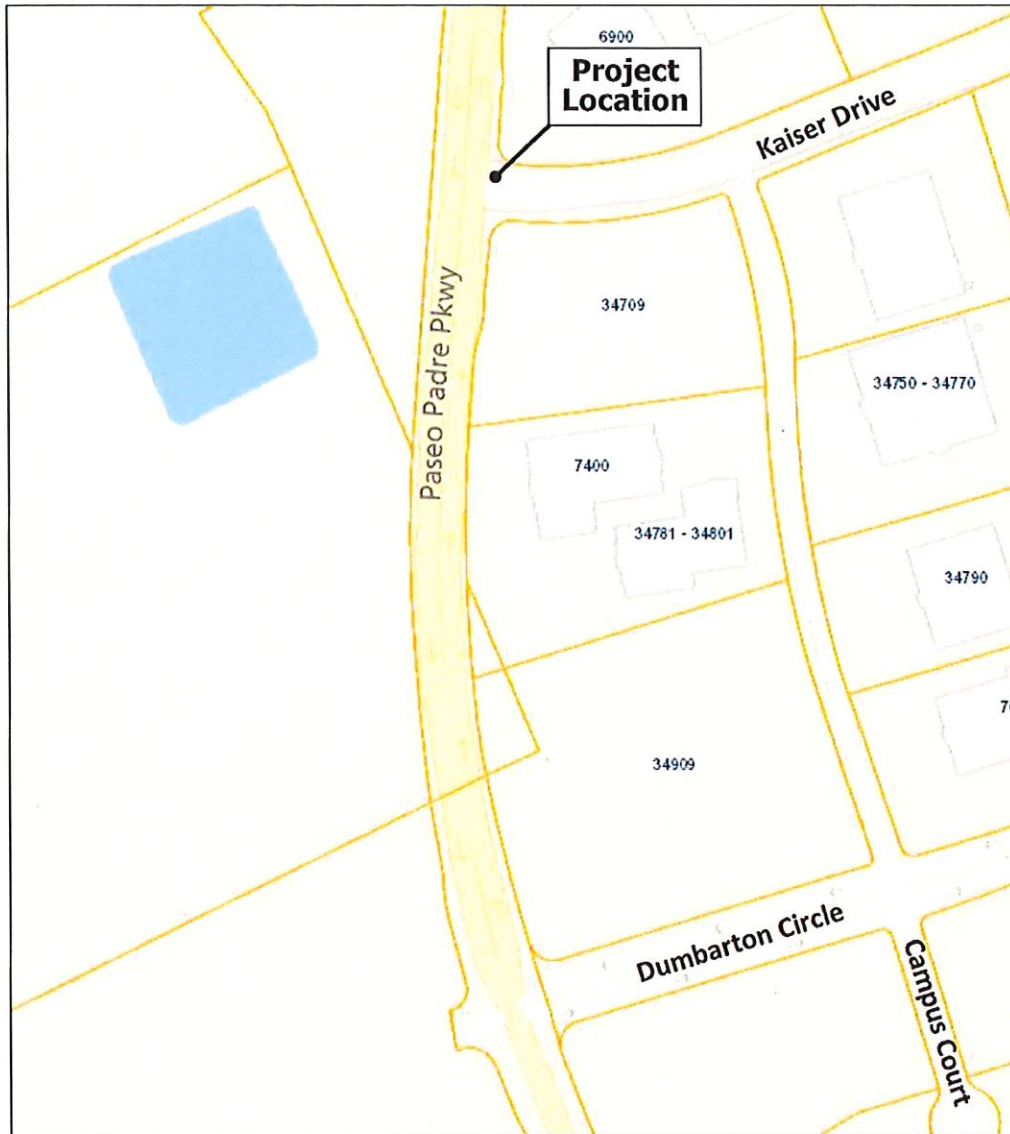 6900
Project
Location
Kaiser Drive
Paseo Padre Pkwy
34709
34750 - 34770
7400
34781 - 34801
34790
34909
Dumbarton Circle
Campus Court